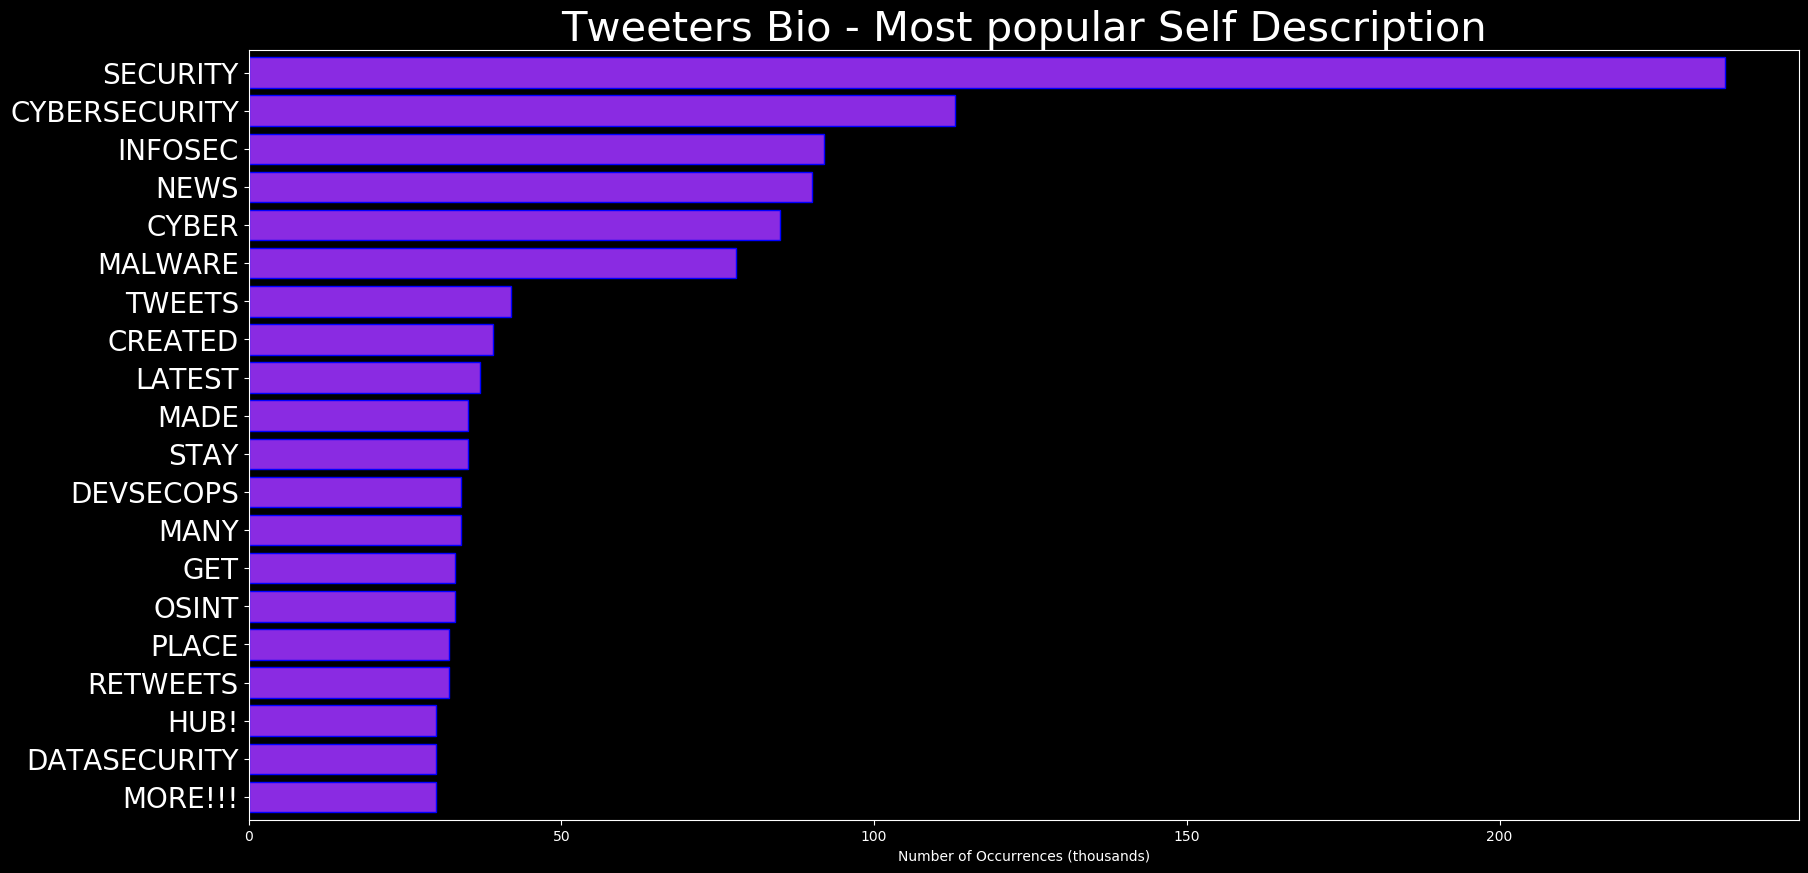 Tweeters Bio - Most popular Self Description
SECURITY
CYBERSECURITY
INFOSEC
NEWS
CYBER
MALWARE
TWEETS
CREATED
LATEST
MADE
STAY
DEVSECOPS
MANY
GET
OSINT
PLACE
RETWEETS
HUB!
DATASECURITY
MORE!!!
0 50 100 150 200
Number of Occurrences (thousands)